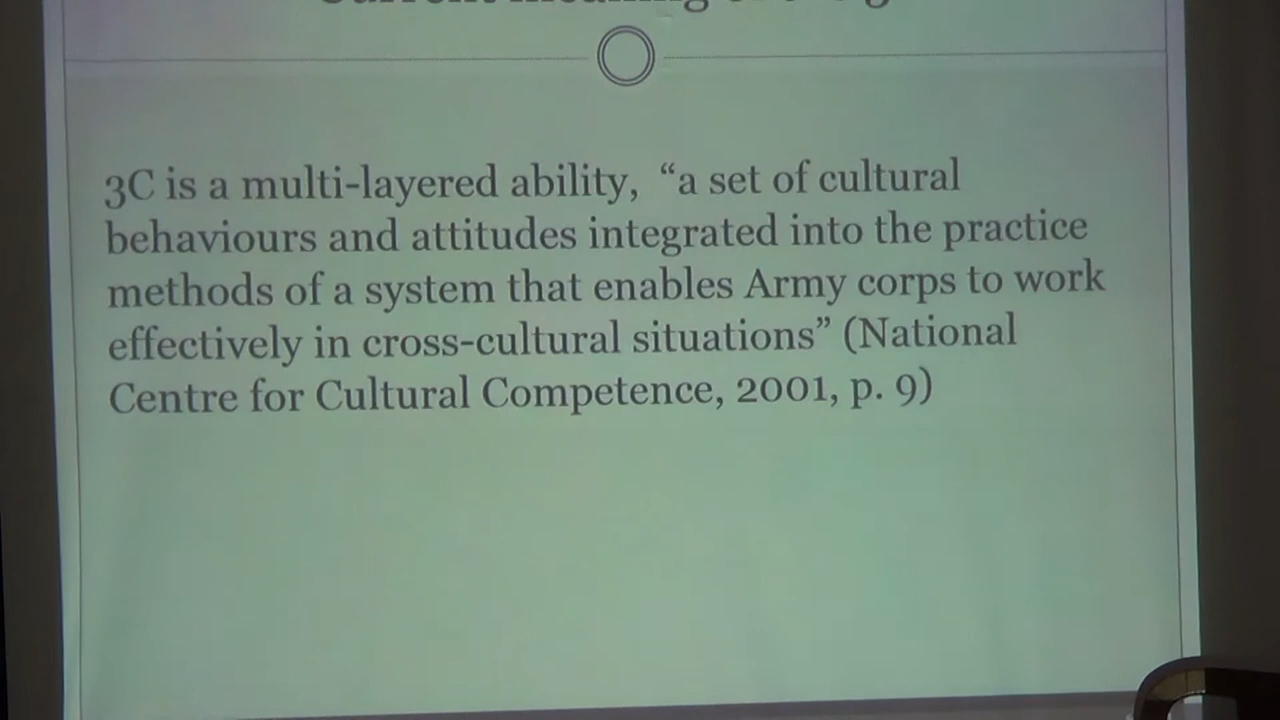 3C is a multi-layered ability, “a set of cultural
behaviours and attitudes integrated into the practice
methods of a system that enables Army corps to work
effectively in cross-cultural situations” (National
Centre for Cultural Competence, 2001, p. 9)